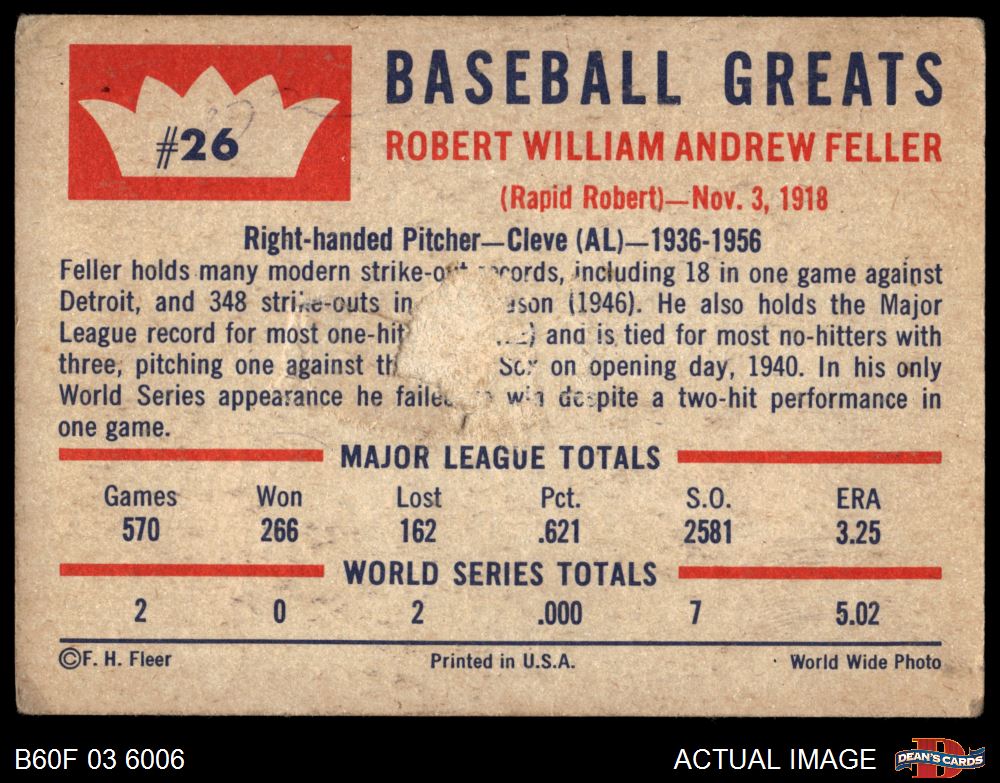 #26
BASEBALL GREATS
ROBERT WILLIAM ANDREW FELLER
(Rapid Robert)—Nov. 3, 1918
Right-handed Pitcher—Cleve (AL)—1936-1956
Feller holds many modern strike-out records, including 18 in one game against
Detroit, and 348 strike-outs in (1946). He also holds the Major
League record for most one-hit and is tied for most no-hitters with
three, pitching one against Sox on opening day, 1940. In his only
World Series appearance he failed to win despite a two-hit performance in
one game.
MAJOR LEAGUE TOTALS
Games Won Lost Pct. S.O. ERA
570 266 162 .621 2581 3.25
WORLD SERIES TOTALS
2 0 2 .000 7 5.02
©F. H. Fleer Printed in U.S.A. World Wide Photo
B60F 03 6006 ACTUAL IMAGE DEAN'S CARDS